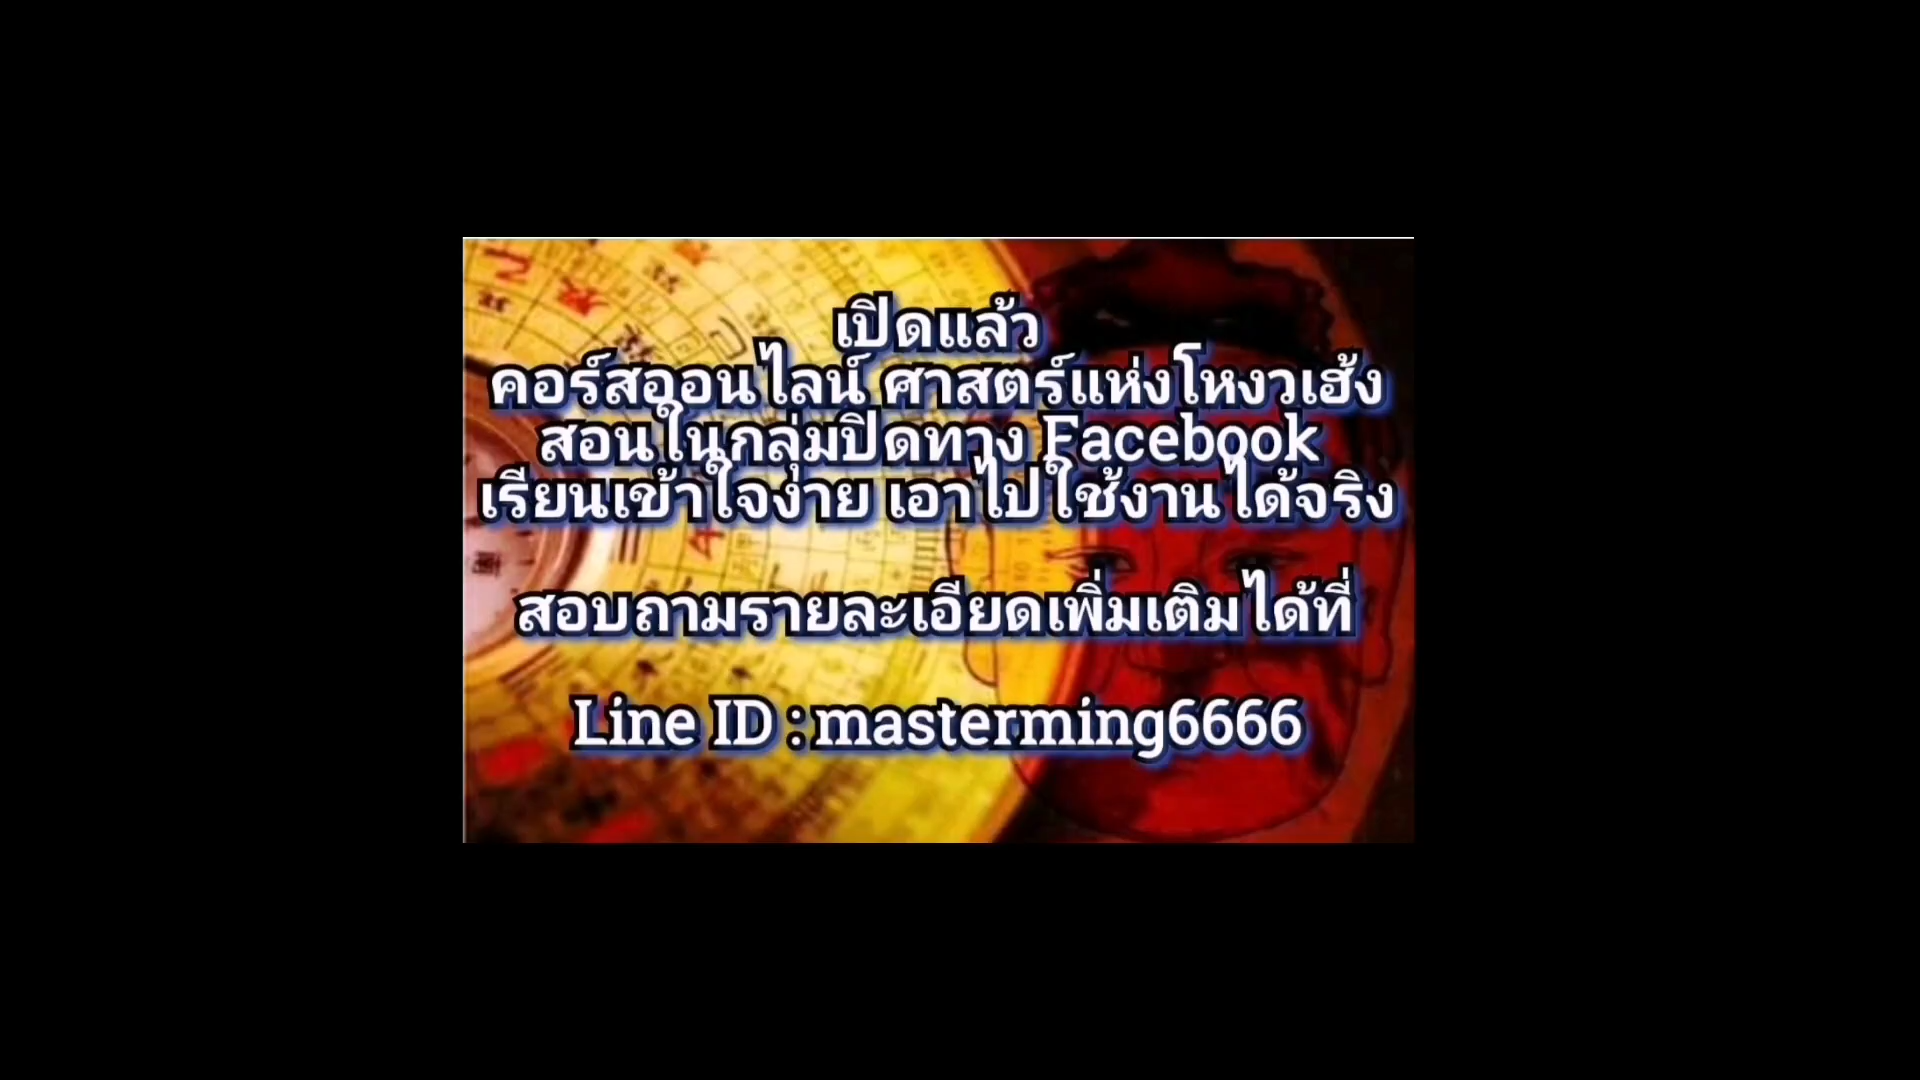 เปิดแล้ว
คอร์สออนไลน์ ศาสตร์แห่งโหงวเฮ้ง
สอนในกลุ่มปิดทาง Facebook
เรียนเข้าใจง่าย เอาไปใช้งานได้จริง
สอบถามรายละเอียดเพิ่มเติมได้ที่
Line ID : masterming6666